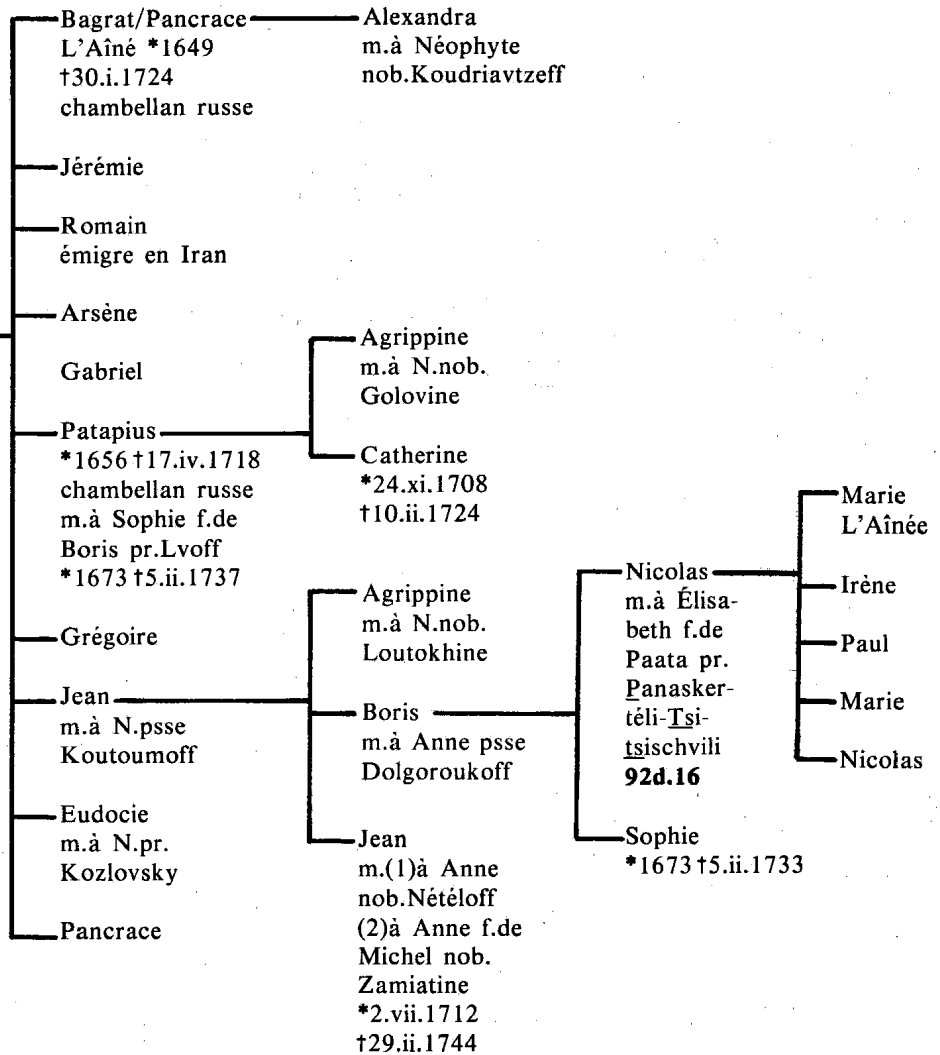 Bagrat/Pancrace
L'Aîné *1649
†30.i.1724
chambellan russe
Alexandra
m.à Néophyte
nob.Koudriavtzeff
Jérémie
Romain
émigre en Iran
Arsène
Gabriel
Patapius
*1656†17.iv.1718
chambellan russe
m.à Sophie f.de
Boris pr.Lvoff
*1673†5.ii.1737
Agrippine
m.à N.nob.
Golovine
Catherine
*24.xi.1708
†10.ii.1724
Grégoire
Jean
m.à N.psse
Koutoumoff
Agrippine
m.à N.nob.
Loutokhine
Boris
m.à Anne psse
Dolgoroukoff
Jean
m.(1)à Anne
nob.Nétéloff
(2)à Anne f.de
Michel nob.
Zamiatine
*2.vii.1712
†29.ii.1744
Nicolas
m.à Élisa-
beth f.de
Paata pr.
Panasker-
téli-Tsi-
tsischvili
92d.16
Sophie
*1673†5.ii.1733
Marie
L'Aînée
Irène
Paul
Marie
Nicolas
Eudocie
m.à N.pr.
Kozlovsky
Pancrace